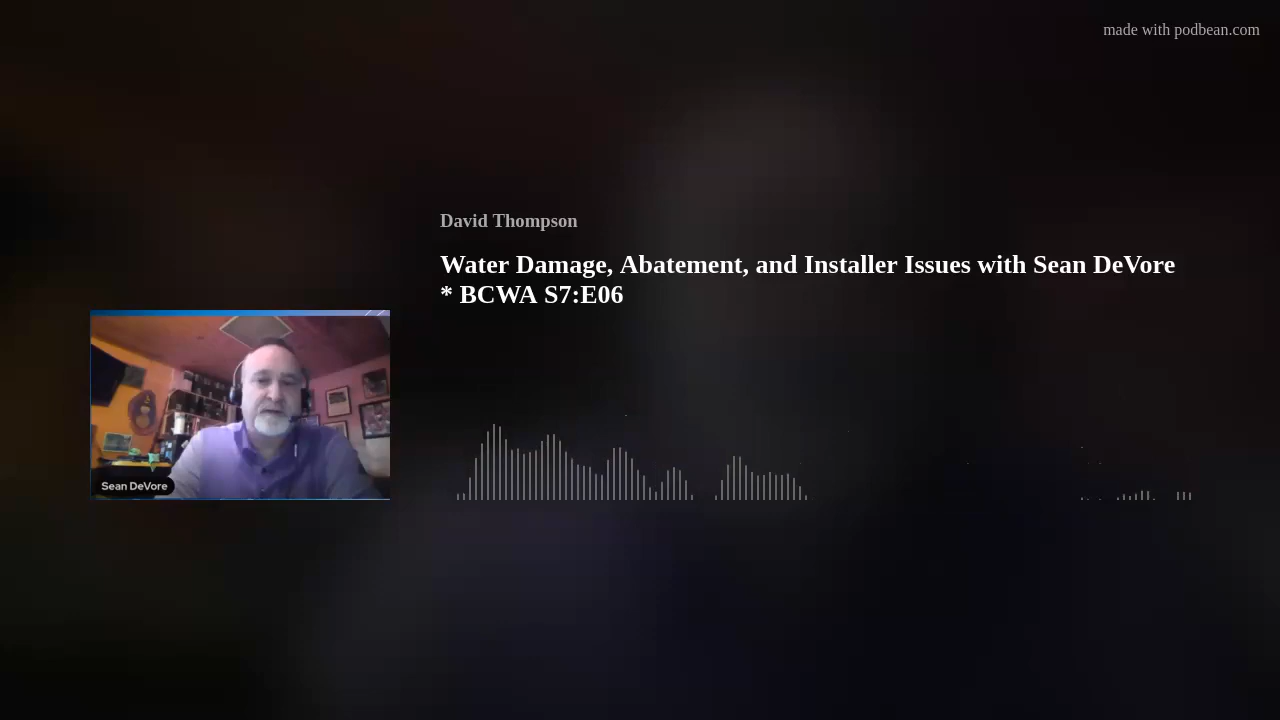 made with podbean.com
David Thompson
Water Damage, Abatement, and Installer Issues with Sean DeVore
* BCWA S7:E06
Sean DeVore